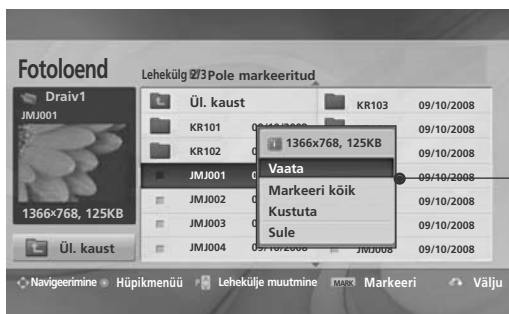 Fotoloend
Lehekülg 2/3 Pole markeeritud
Draiv1
JMJ001
1366x768, 125KB
Ül. kaust
Ül. kaust
KR101
KR102
JMJ001
JMJ002
JMJ003
JMJ004
KR103 09/10/2008
09/10/2008
09/10/2008
09/10/2008
09/10/2008
09/10/2008
JMJ008 09/10/2008
1366x768, 125KB
Vaata
Markeeri kõik
Kustuta
Sule
Navigeerimine Hüpikmenüü Lehekülje muutmine MARK Markeeri Välju